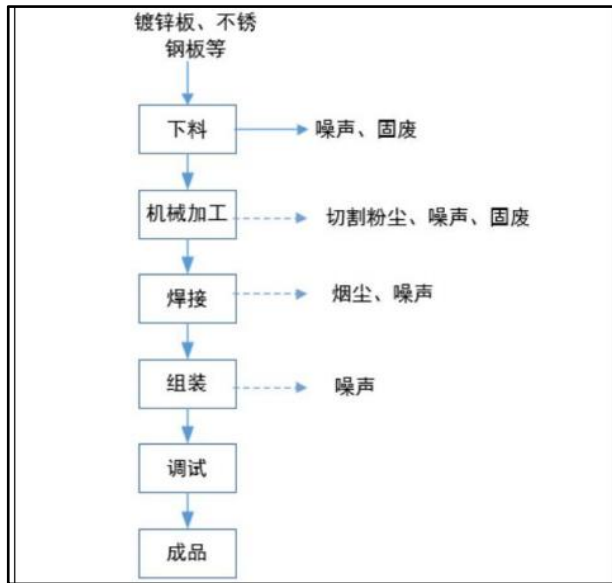 镀锌板、不锈
钢板等
下料
噪声、固废
机械加工
切割粉尘、噪声、固废
焊接
烟尘、噪声
组装
噪声
调试
成品